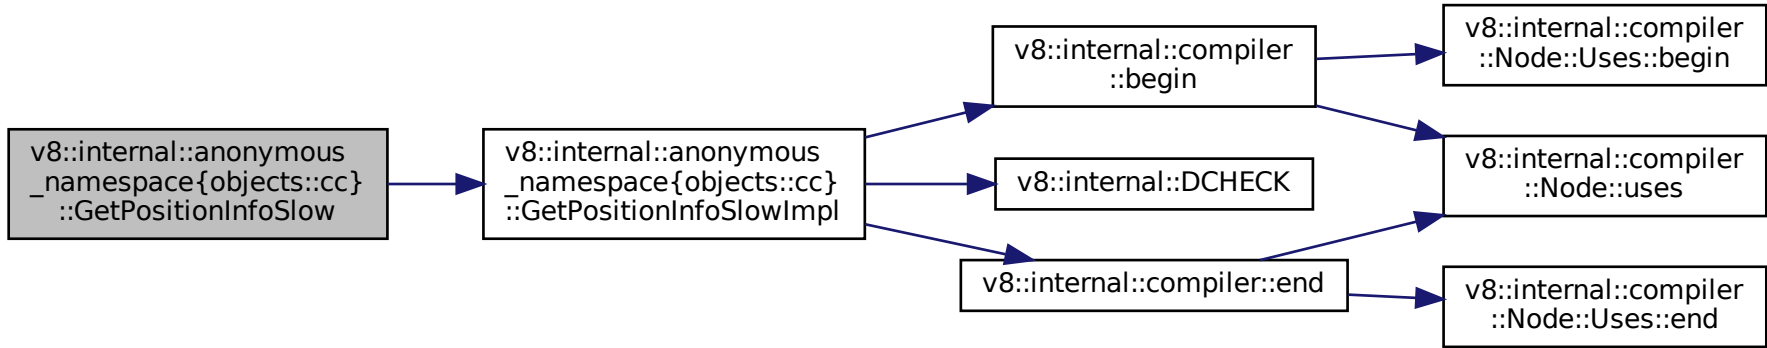 v8::internal::anonymous
_namespace{objects::cc}
::GetPositionInfoSlow
v8::internal::anonymous
_namespace{objects::cc}
::GetPositionInfoSlowImpl
v8::internal::compiler
::begin
v8::internal::DCHECK
v8::internal::compiler::end
v8::internal::compiler
::Node::Uses::begin
v8::internal::compiler
::Node::uses
v8::internal::compiler
::Node::Uses::end